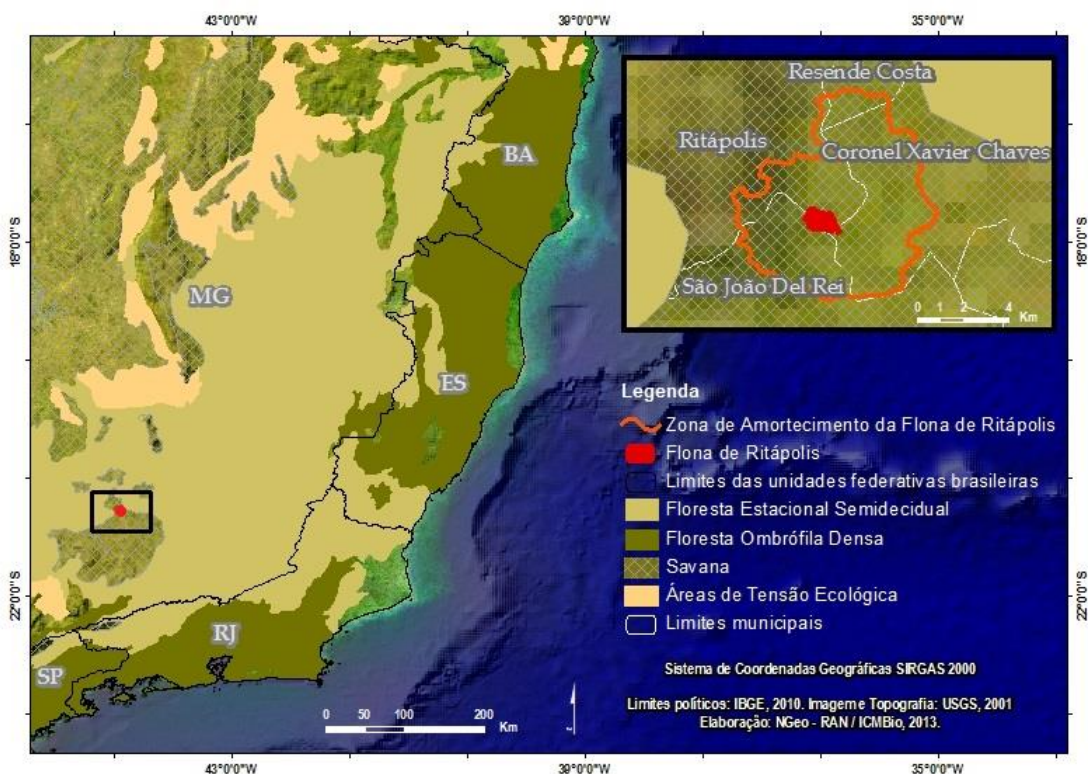 43°0'0"W
39°0'0"W
35°0'0"W
Resende Costa
Ritápolis
Coronel Xavier Chaves
São João Del Rei
0 1 2 4
Km
BA
18°0'0"S
18°0'0"S
MG
ES
Legenda
Zona de Amortecimento da Flona de Ritápolis
Flona de Ritápolis
Limites das unidades federativas brasileiras
Floresta Estacional Semidecidual
Floresta Ombrófila Densa
Savana
Áreas de Tensão Ecológica
Limites municipais
22°0'0"S
22°0'0"S
RJ
SP
Sistema de Coordenadas Geográficas SIRGAS 2000
Limites políticos: IBGE, 2010. Imagem e Topografia: USGS, 2001
Elaboração: NGeo - RAN / ICMBio, 2013.
0 50 100 200
Km
43°0'0"W
39°0'0"W
35°0'0"W